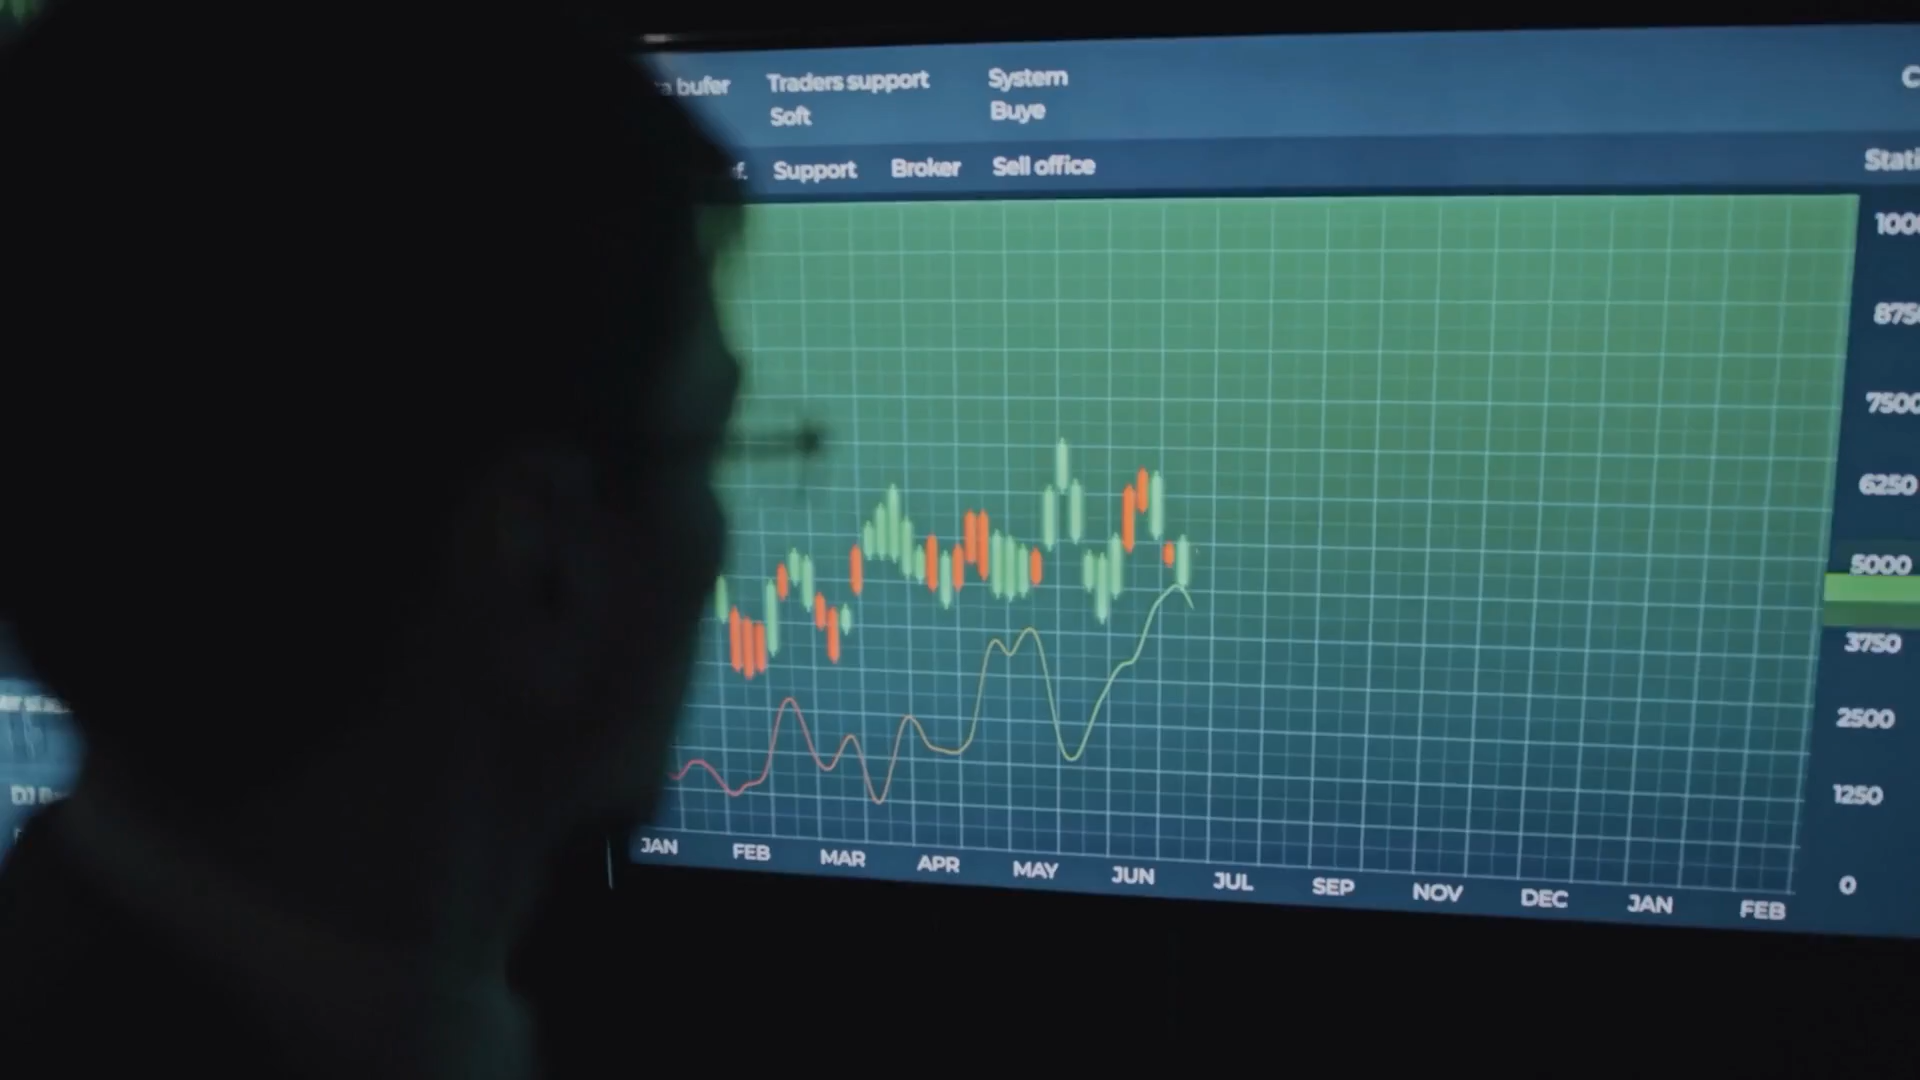 bufer Traders support System
Soft Buye
Support Broker Sell office
7500
6250
5000
3750
2500
1250
0
JAN FEB MAR APR MAY JUN JUL SEP NOV DEC JAN FEB